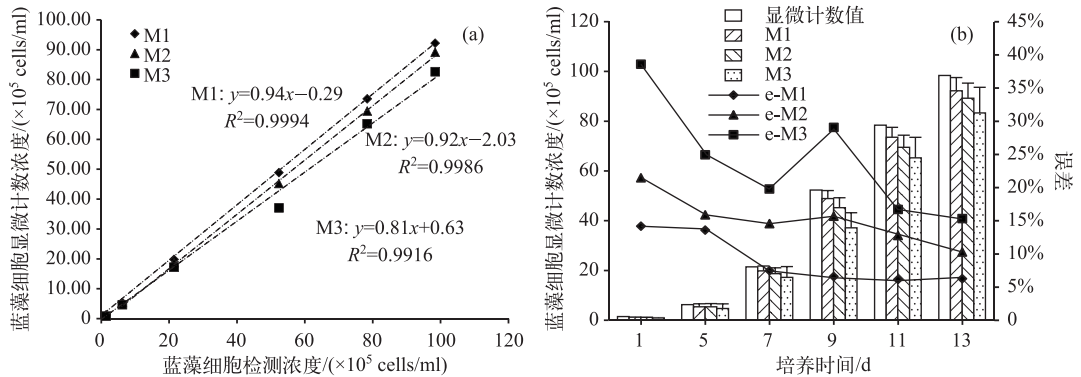 (a)
M1
M2
M3
M1: y=0.94x−0.29
R²=0.9994
M2: y=0.92x−2.03
R²=0.9986
M3: y=0.81x+0.63
R²=0.9916
100.00
90.00
80.00
70.00
60.00
50.00
40.00
30.00
20.00
10.00
0.00
0
20
40
60
80
100
120
蓝藻细胞显微计数浓度/(×10⁵ cells/ml)
蓝藻细胞检测浓度/(×10⁵ cells/ml)
(b)
显微计数值
M1
M2
M3
e-M1
e-M2
e-M3
120
100
80
60
40
20
0
45%
40%
35%
30%
25%
20%
15%
10%
5%
0
1
5
7
9
11
13
蓝藻细胞显微计数浓度/(×10⁵ cells/ml)
误差
培养时间/d